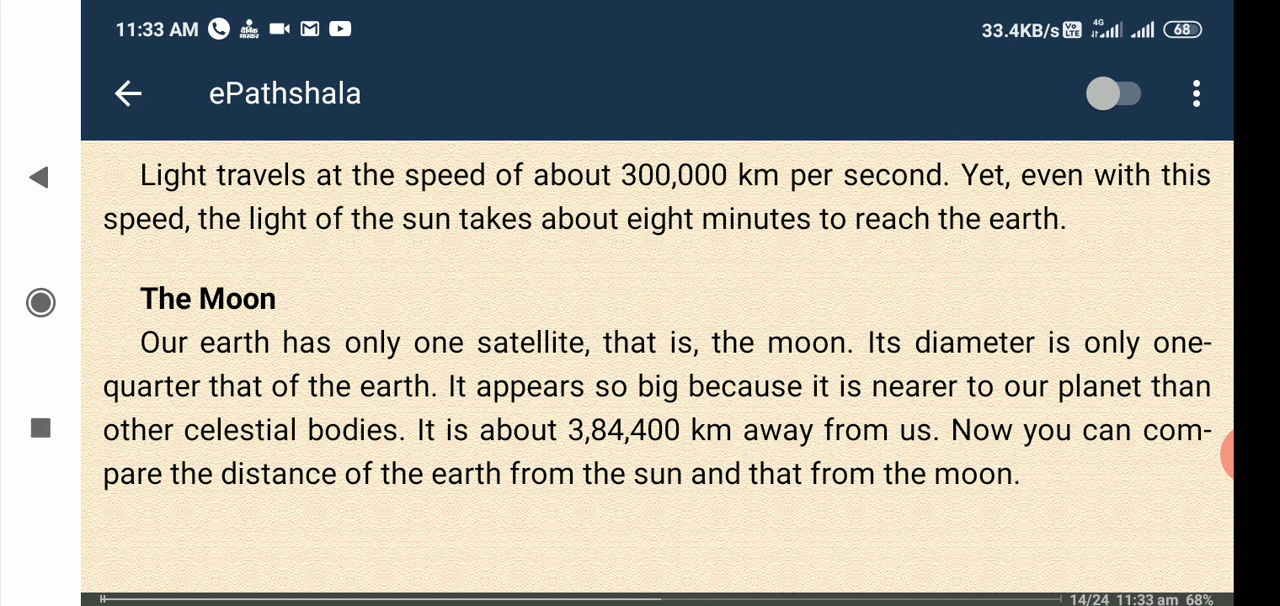 11:33 AM
33.4KB/s Vo LTE 4G 68
ePathshala
Light travels at the speed of about 300,000 km per second. Yet, even with this
speed, the light of the sun takes about eight minutes to reach the earth.
The Moon
Our earth has only one satellite, that is, the moon. Its diameter is only one-
quarter that of the earth. It appears so big because it is nearer to our planet than
other celestial bodies. It is about 3,84,400 km away from us. Now you can com-
pare the distance of the earth from the sun and that from the moon.
14/24 11:33 am 68%